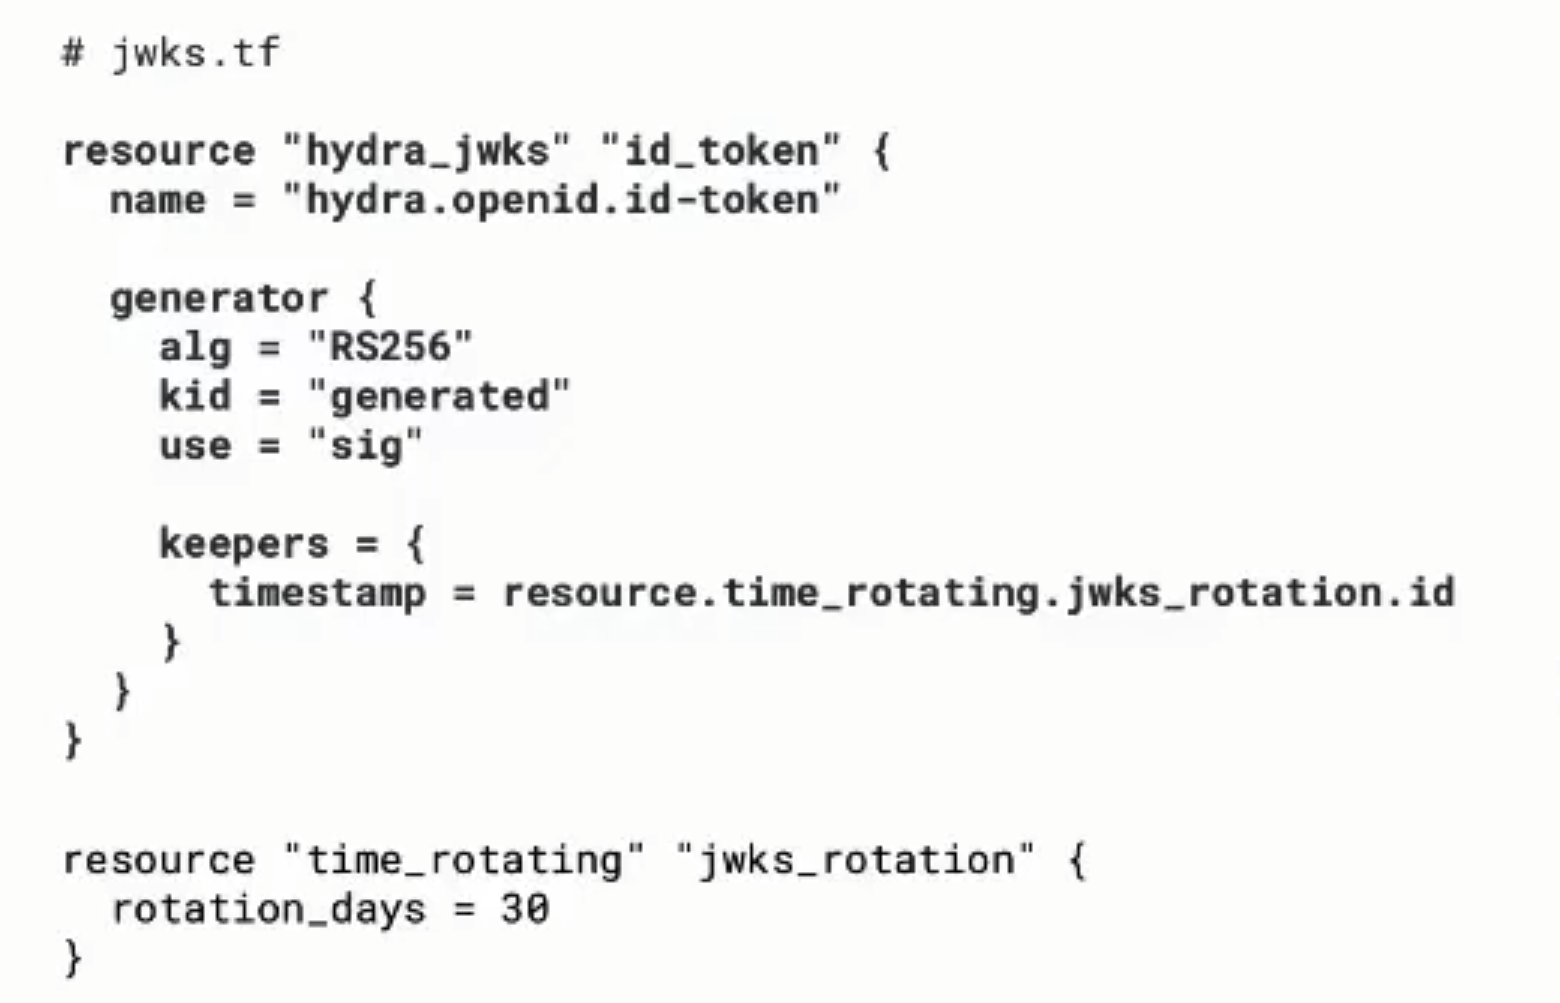 # jwks.tf

resource "hydra_jwks" "id_token" {
  name = "hydra.openid.id-token"

  generator {
    alg = "RS256"
    kid = "generated"
    use = "sig"

    keepers = {
      timestamp = resource.time_rotating.jwks_rotation.id
    }
  }
}

resource "time_rotating" "jwks_rotation" {
  rotation_days = 30
}